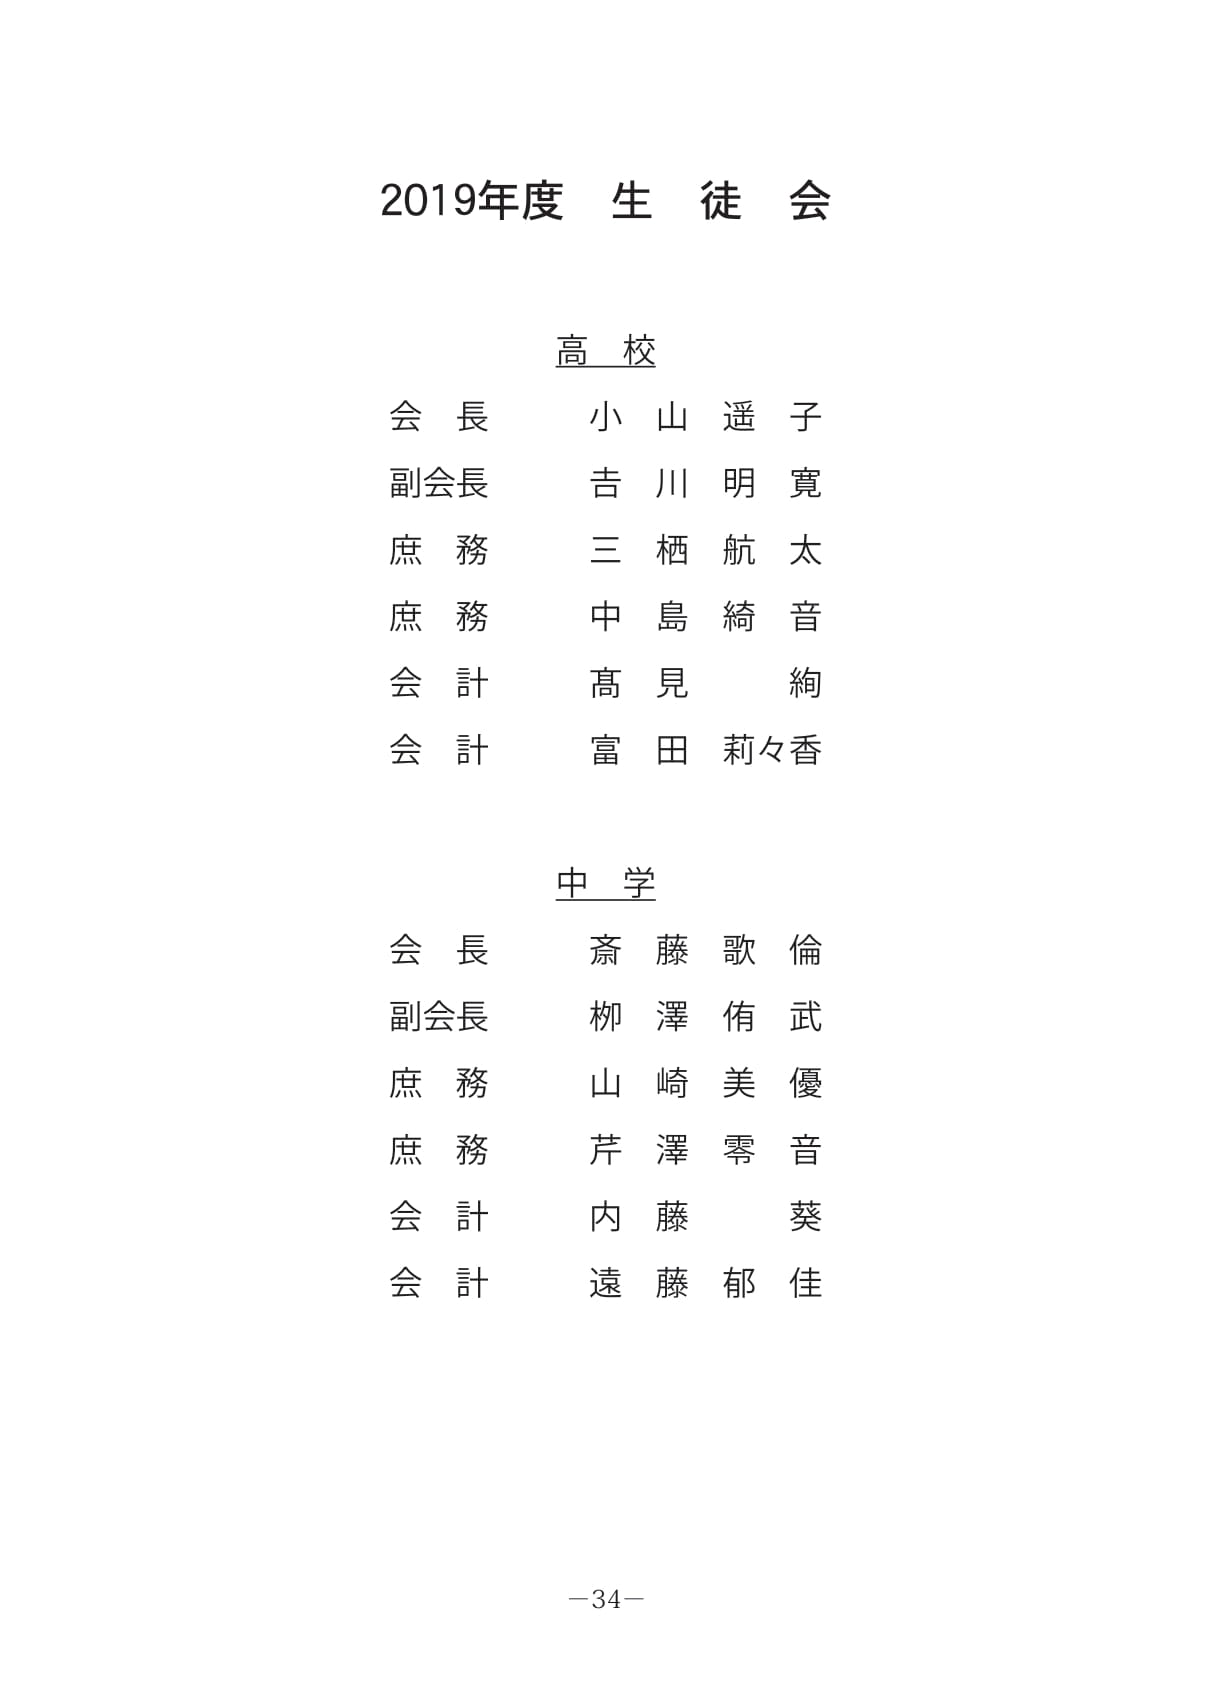 2019年度　生　徒　会
高　校
会　長　　　小　山　遥　子
副会長　　　𠮷　川　明　寛
庶　務　　　三　栖　航　太
庶　務　　　中　島　綺　音
会　計　　　髙　見　　　絢
会　計　　　富　田　莉々香
中　学
会　長　　　斎　藤　歌　倫
副会長　　　栁　澤　侑　武
庶　務　　　山　崎　美　優
庶　務　　　芹　澤　零　音
会　計　　　内　藤　　　葵
会　計　　　遠　藤　郁　佳
―34―